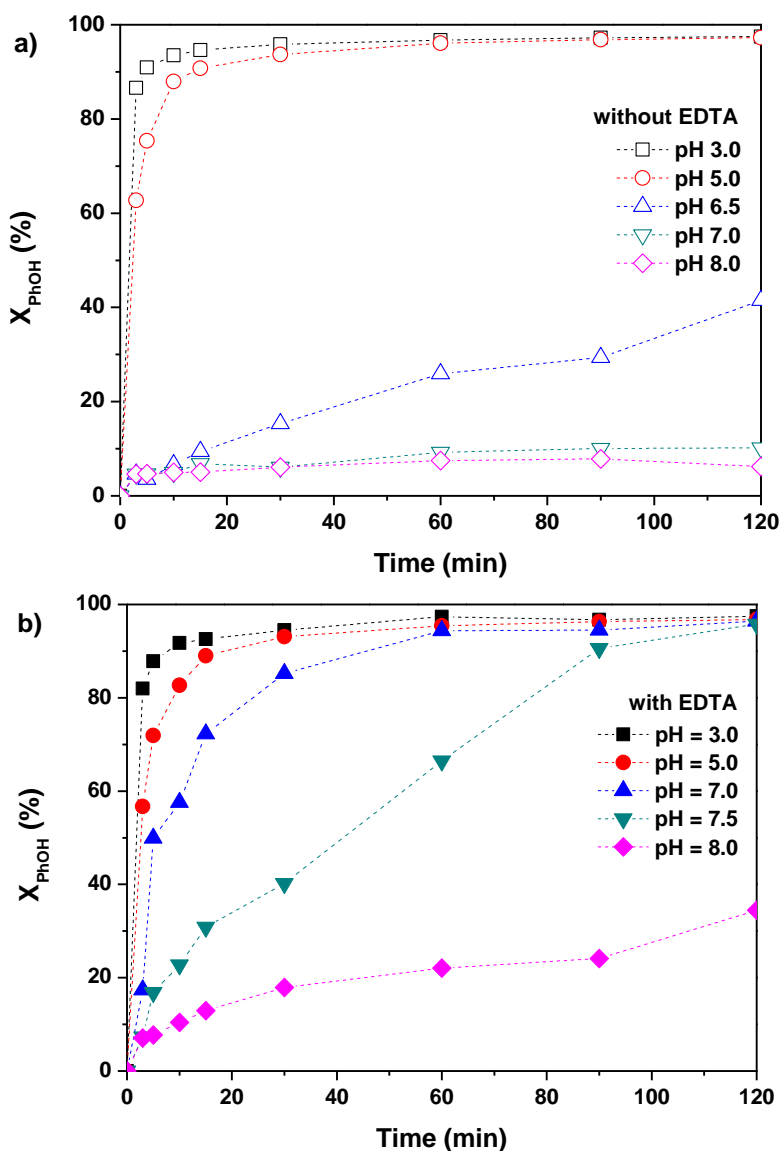 a)
100
80
60
40
20
0
X_PhOH (%)
without EDTA
pH 3.0
pH 5.0
pH 6.5
pH 7.0
pH 8.0
0 20 40 60 80 100 120
Time (min)
b)
100
80
60
40
20
0
X_PhOH (%)
with EDTA
pH = 3.0
pH = 5.0
pH = 7.0
pH = 7.5
pH = 8.0
0 20 40 60 80 100 120
Time (min)